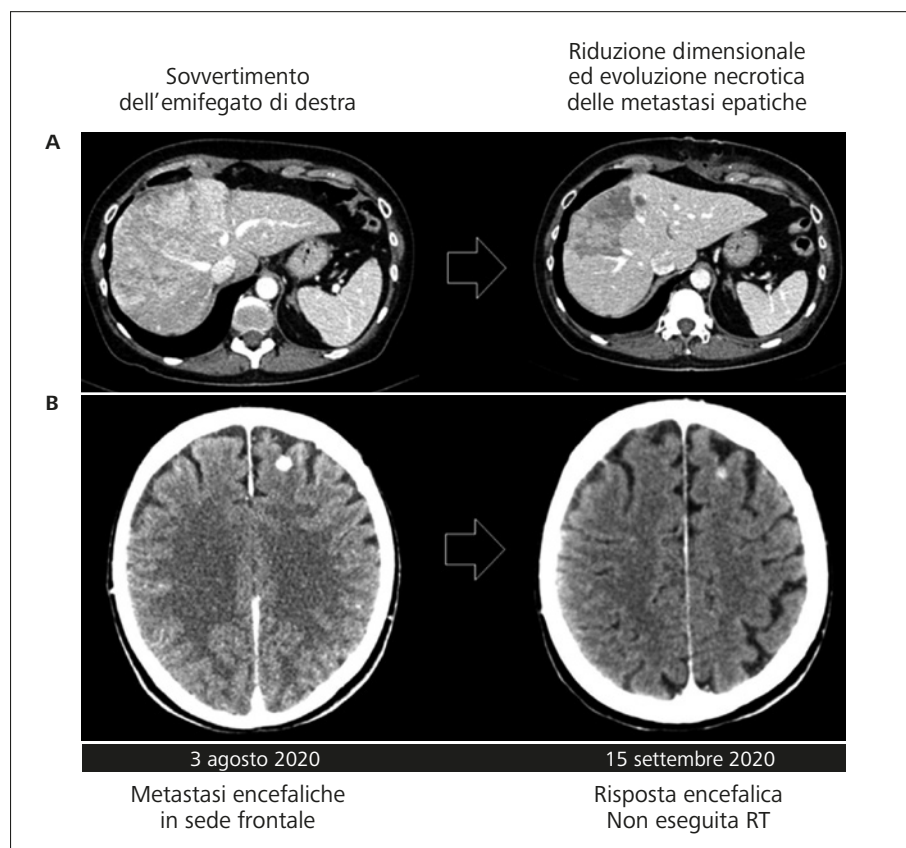 Sovvertimento
dell'emifegato di destra
Riduzione dimensionale
ed evoluzione necrotica
delle metastasi epatiche
A
B
3 agosto 2020
15 settembre 2020
Metastasi encefaliche
in sede frontale
Risposta encefalica
Non eseguita RT